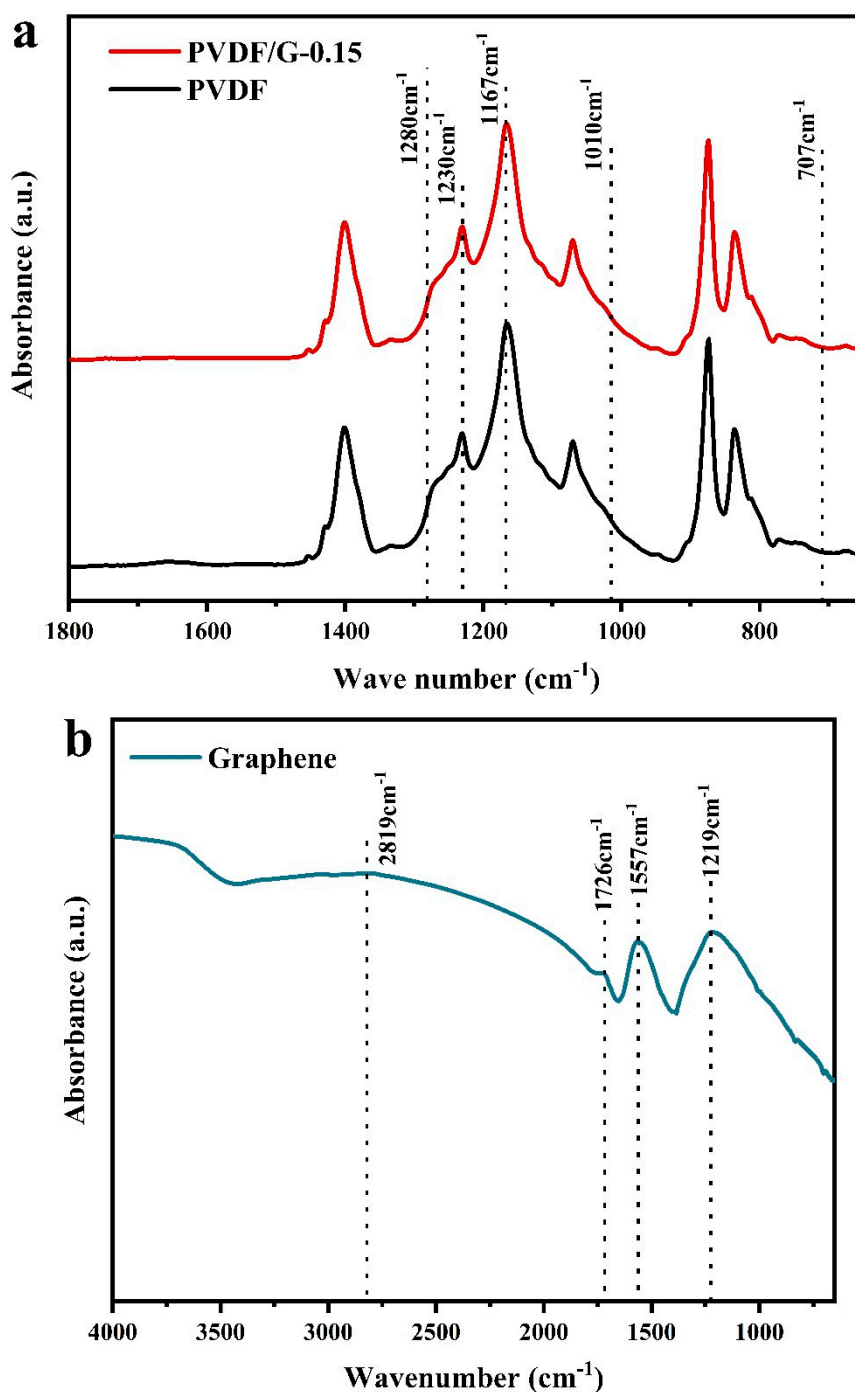 a
PVDF/G-0.15
PVDF
1280cm⁻¹
1230cm⁻¹
1167cm⁻¹
1010cm⁻¹
707cm⁻¹
Absorbance (a.u.)
1800 1600 1400 1200 1000 800
Wave number (cm⁻¹)
b
Graphene
2819cm⁻¹
1726cm⁻¹
1557cm⁻¹
1219cm⁻¹
Absorbance (a.u.)
4000 3500 3000 2500 2000 1500 1000
Wavenumber (cm⁻¹)